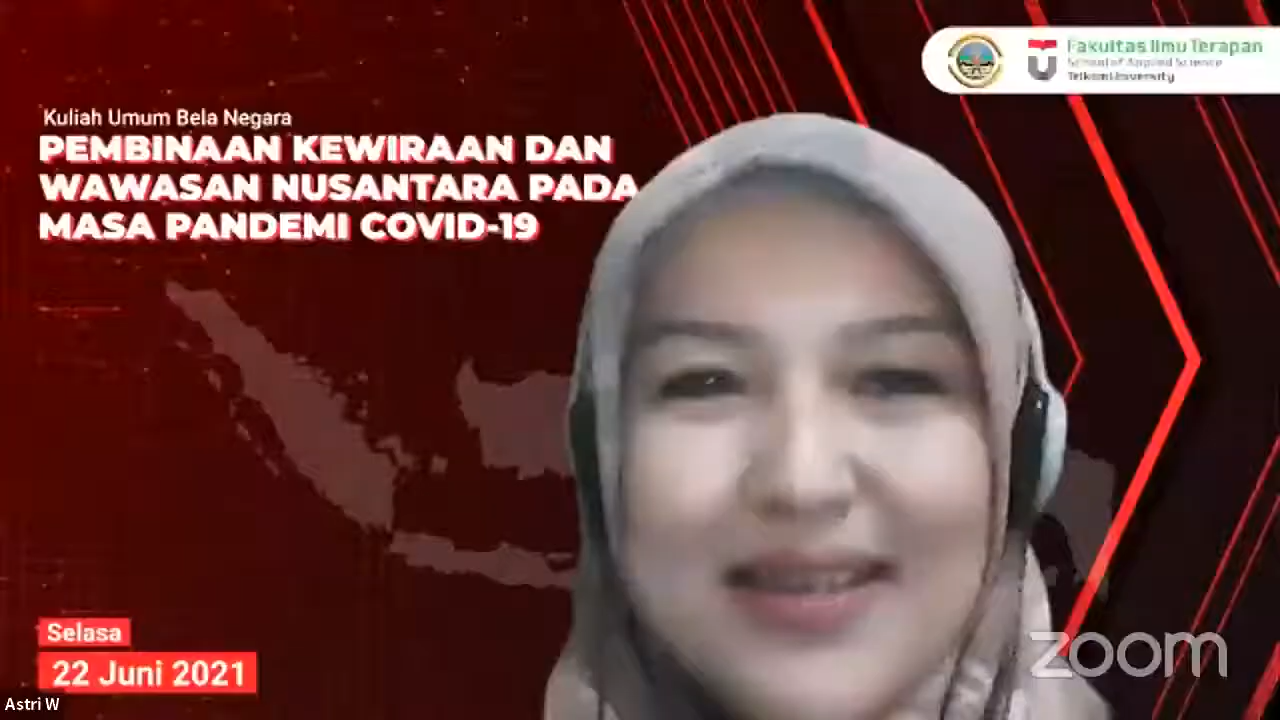 Fakultas Ilmu Terapan
School of Applied Science
Telkom University
Kuliah Umum Bela Negara
PEMBINAAN KEWIRAAN DAN
WAWASAN NUSANTARA PADA
MASA PANDEMI COVID-19
Selasa
22 Juni 2021
zoom
Astri W